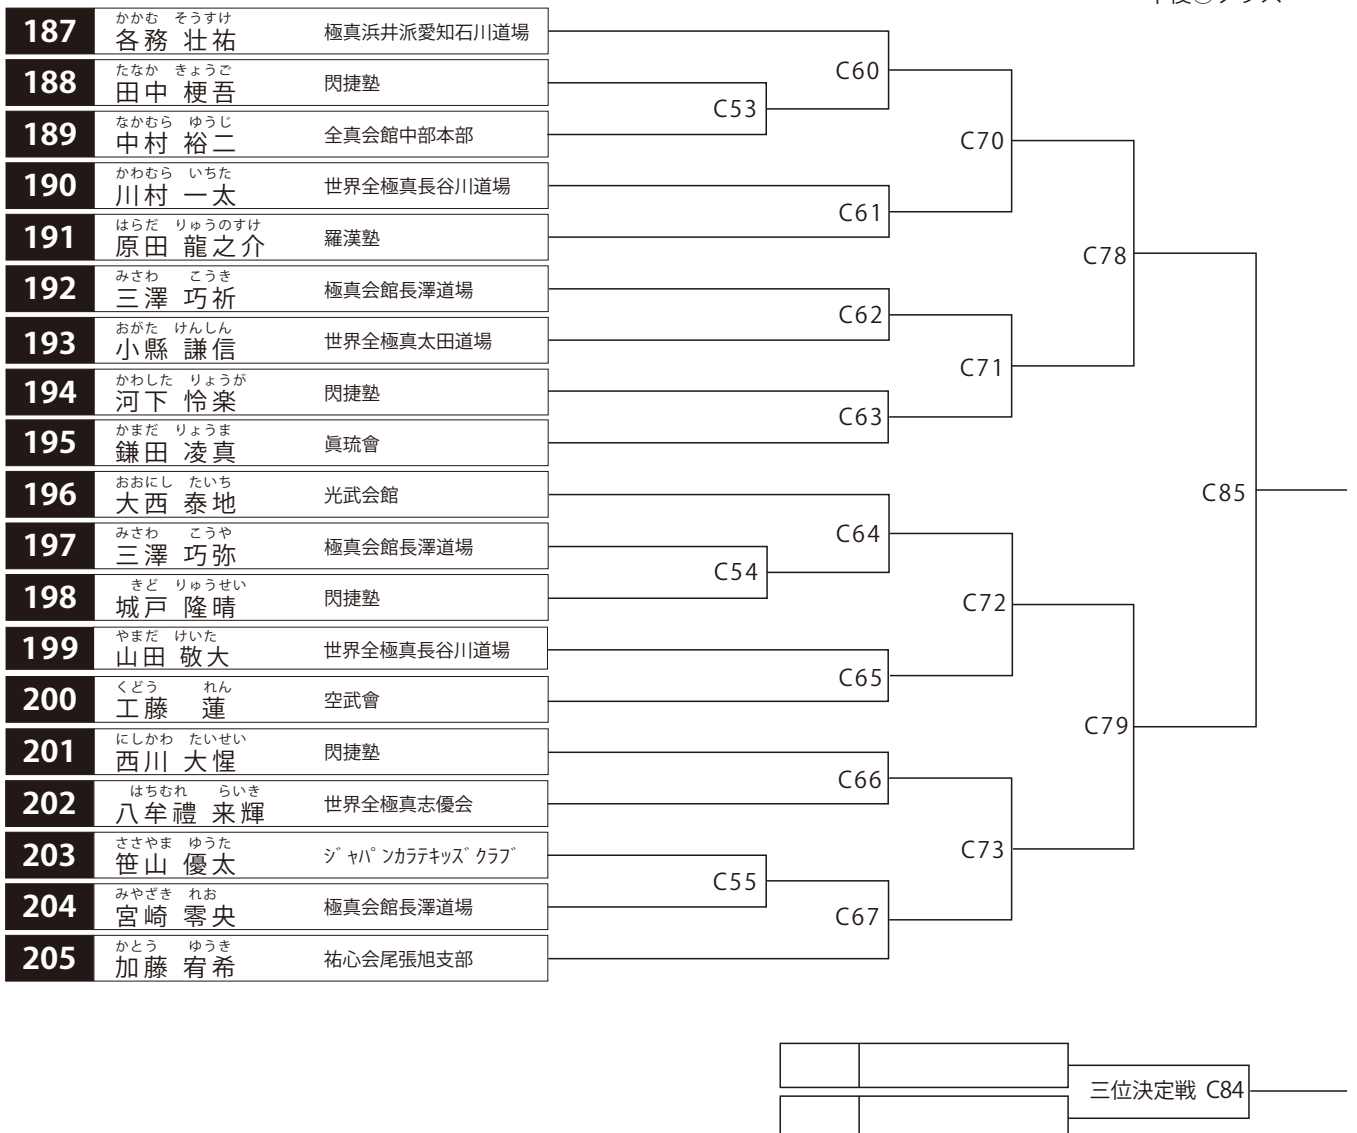 187 かかむ そうすけ 各務 壮祐 極真浜井派愛知石川道場
188 たなか きょうご 田中 梗吾 閃捷塾
189 なかむら ゆうじ 中村 裕二 全真会館中部本部
190 かわむら いちた 川村 一太 世界全極真長谷川道場
191 はらだ りゅうのすけ 原田 龍之介 羅漢塾
192 みさわ こうき 三澤 巧祈 極真会館長澤道場
193 おがた けんしん 小縣 謙信 世界全極真太田道場
194 かわした りょうが 河下 怜楽 閃捷塾
195 かまだ りょうま 鎌田 凌真 眞琉會
196 おおにし たいち 大西 泰地 光武会館
197 みさわ こうや 三澤 巧弥 極真会館長澤道場
198 きど りゅうせい 城戸 隆晴 閃捷塾
199 やまだ けいた 山田 敬大 世界全極真長谷川道場
200 くどう れん 工藤 蓮 空武會
201 にしかわ たいせい 西川 大惺 閃捷塾
202 はちむれ らいき 八牟禮 来輝 世界全極真志優会
203 ささやま ゆうた 笹山 優太 ｼﾞｬﾊﾟﾝｶﾗﾃｷｯｽﾞｸﾗﾌﾞ
204 みやざき れお 宮崎 零央 極真会館長澤道場
205 かとう ゆうき 加藤 宥希 祐心会尾張旭支部
C53
C54
C55
C60
C61
C62
C63
C64
C65
C66
C67
C70
C71
C72
C73
C78
C79
C85
三位決定戦 C84